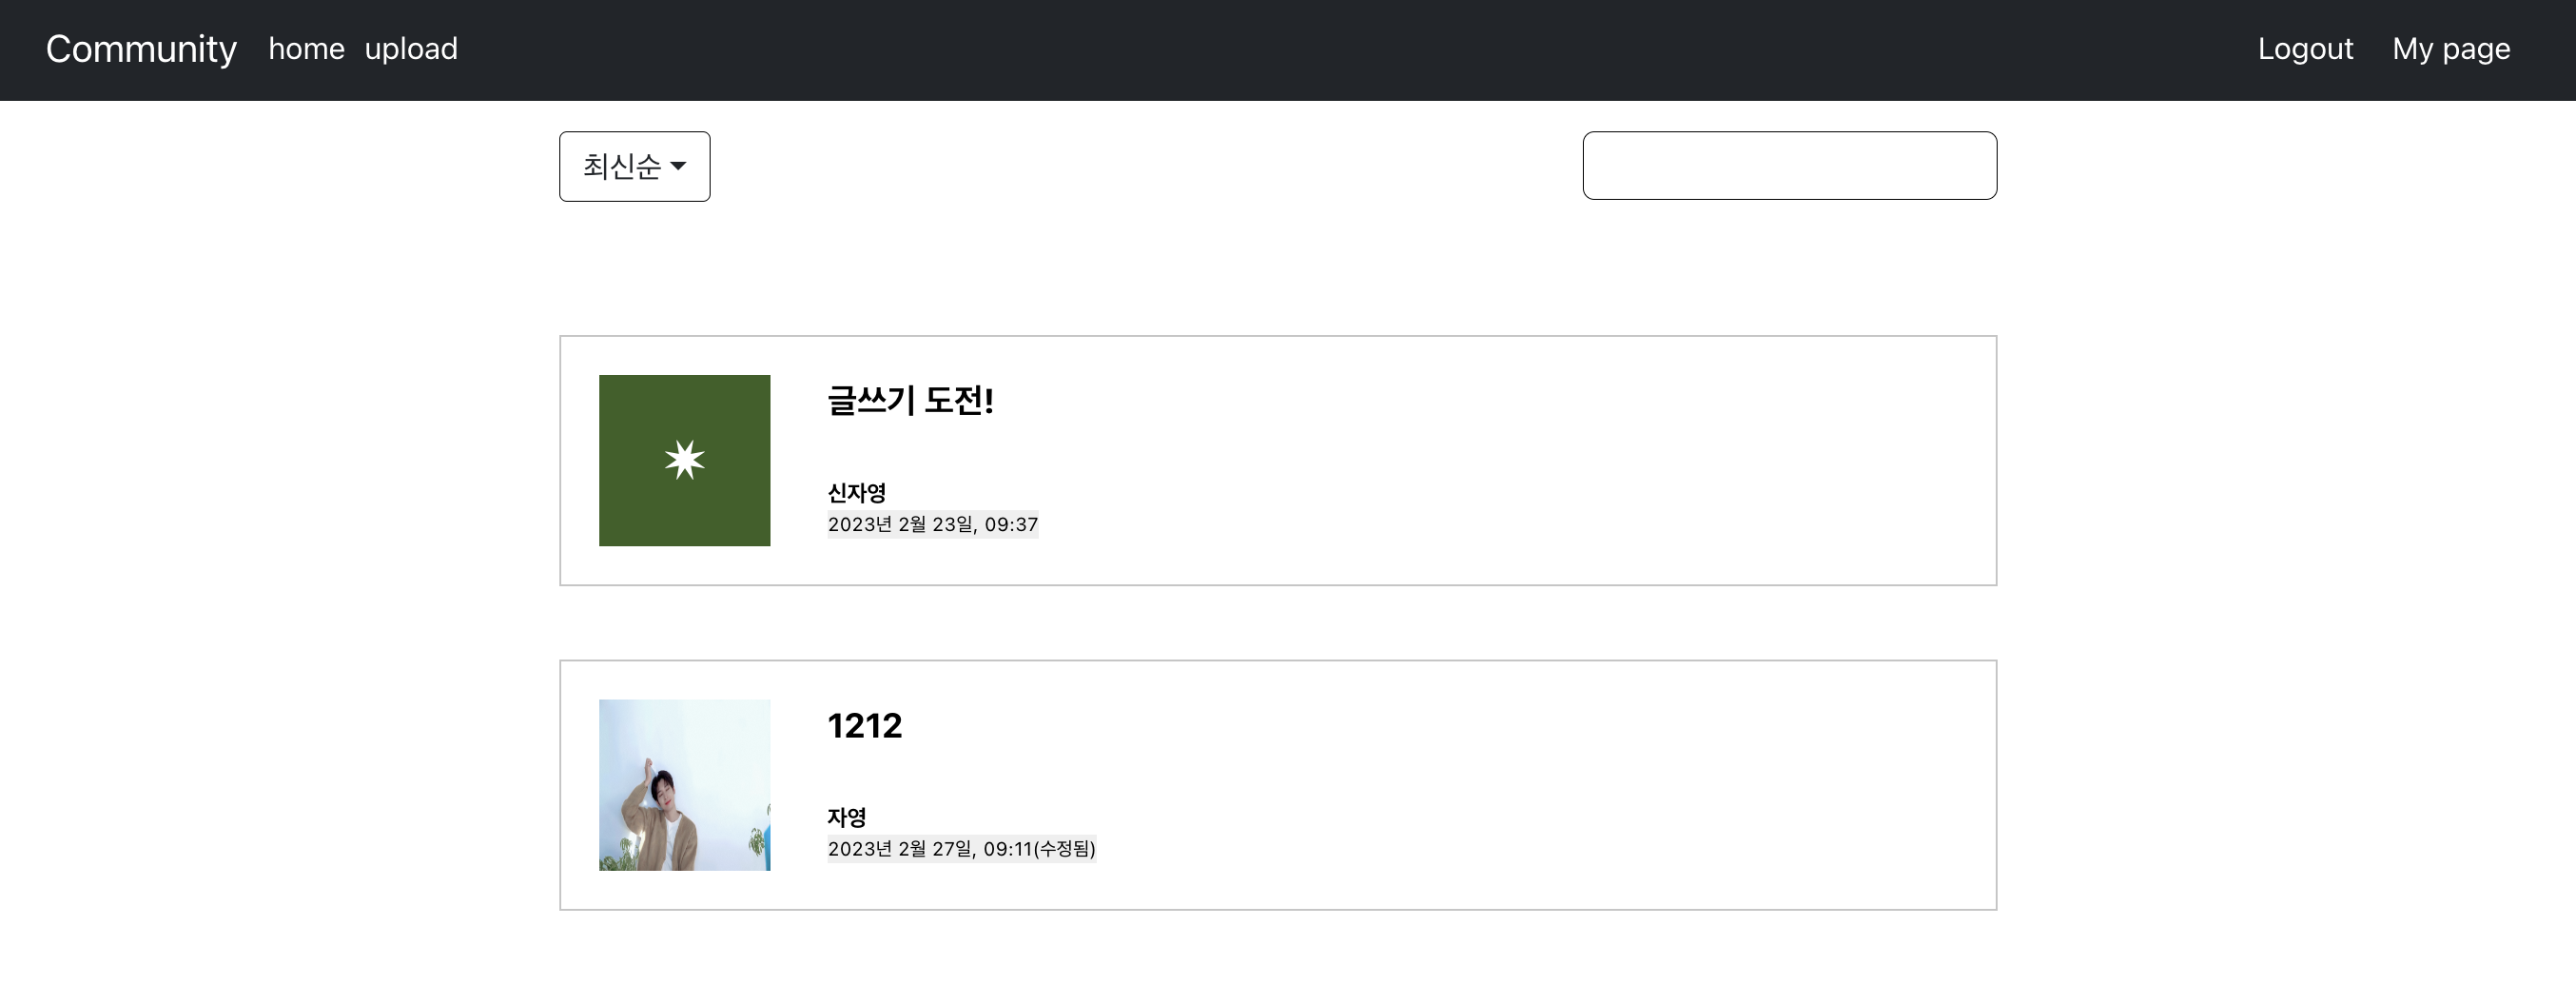 Community home upload Logout My page
최신순
글쓰기 도전!
신자영
2023년 2월 23일, 09:37
1212
자영
2023년 2월 27일, 09:11(수정됨)